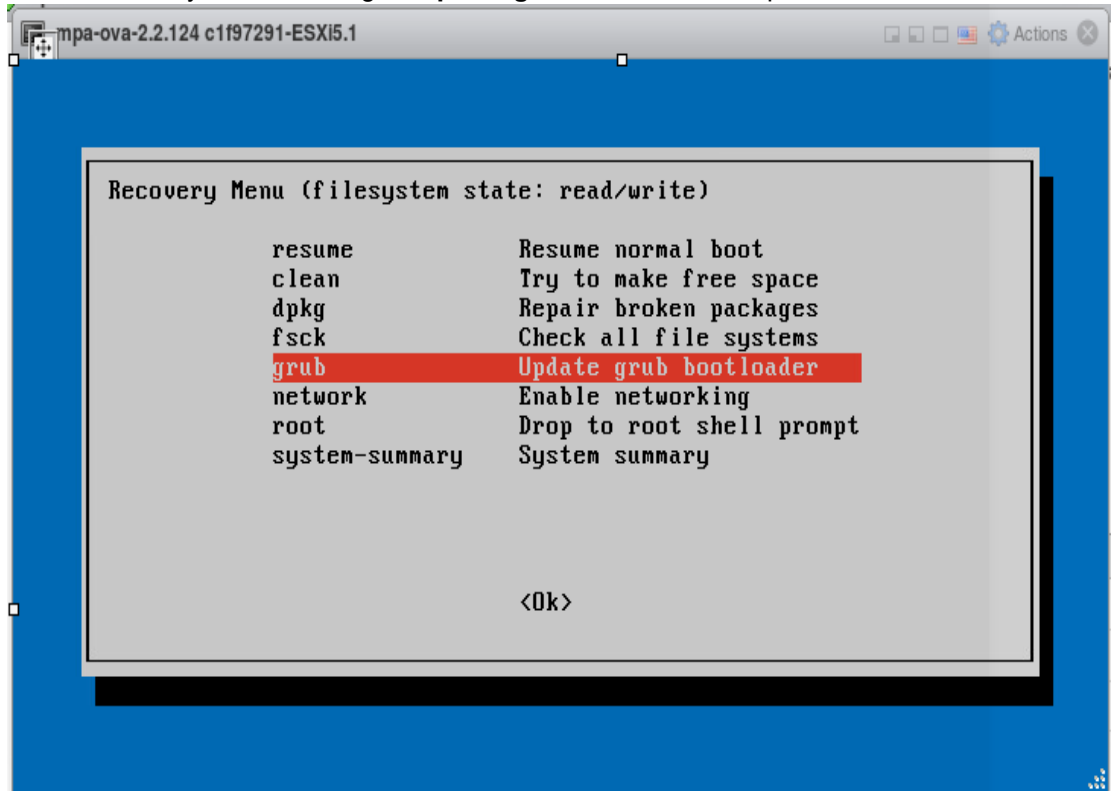 mpa-ova-2.2.124 c1f97291-ESXi5.1 Actions
Recovery Menu (filesystem state: read/write)
resume Resume normal boot
clean Try to make free space
dpkg Repair broken packages
fsck Check all file systems
grub Update grub bootloader
network Enable networking
root Drop to root shell prompt
system-summary System summary
<Ok>